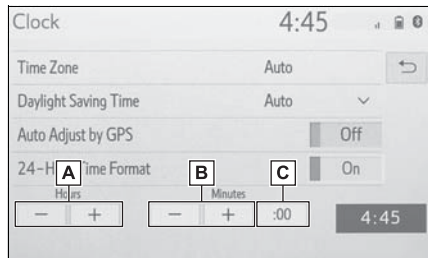 Clock 4:45
Time Zone Auto
Daylight Saving Time Auto
Auto Adjust by GPS Off
24-H Time Format On
A B C
Hours Minutes
− + − + :00 4:45